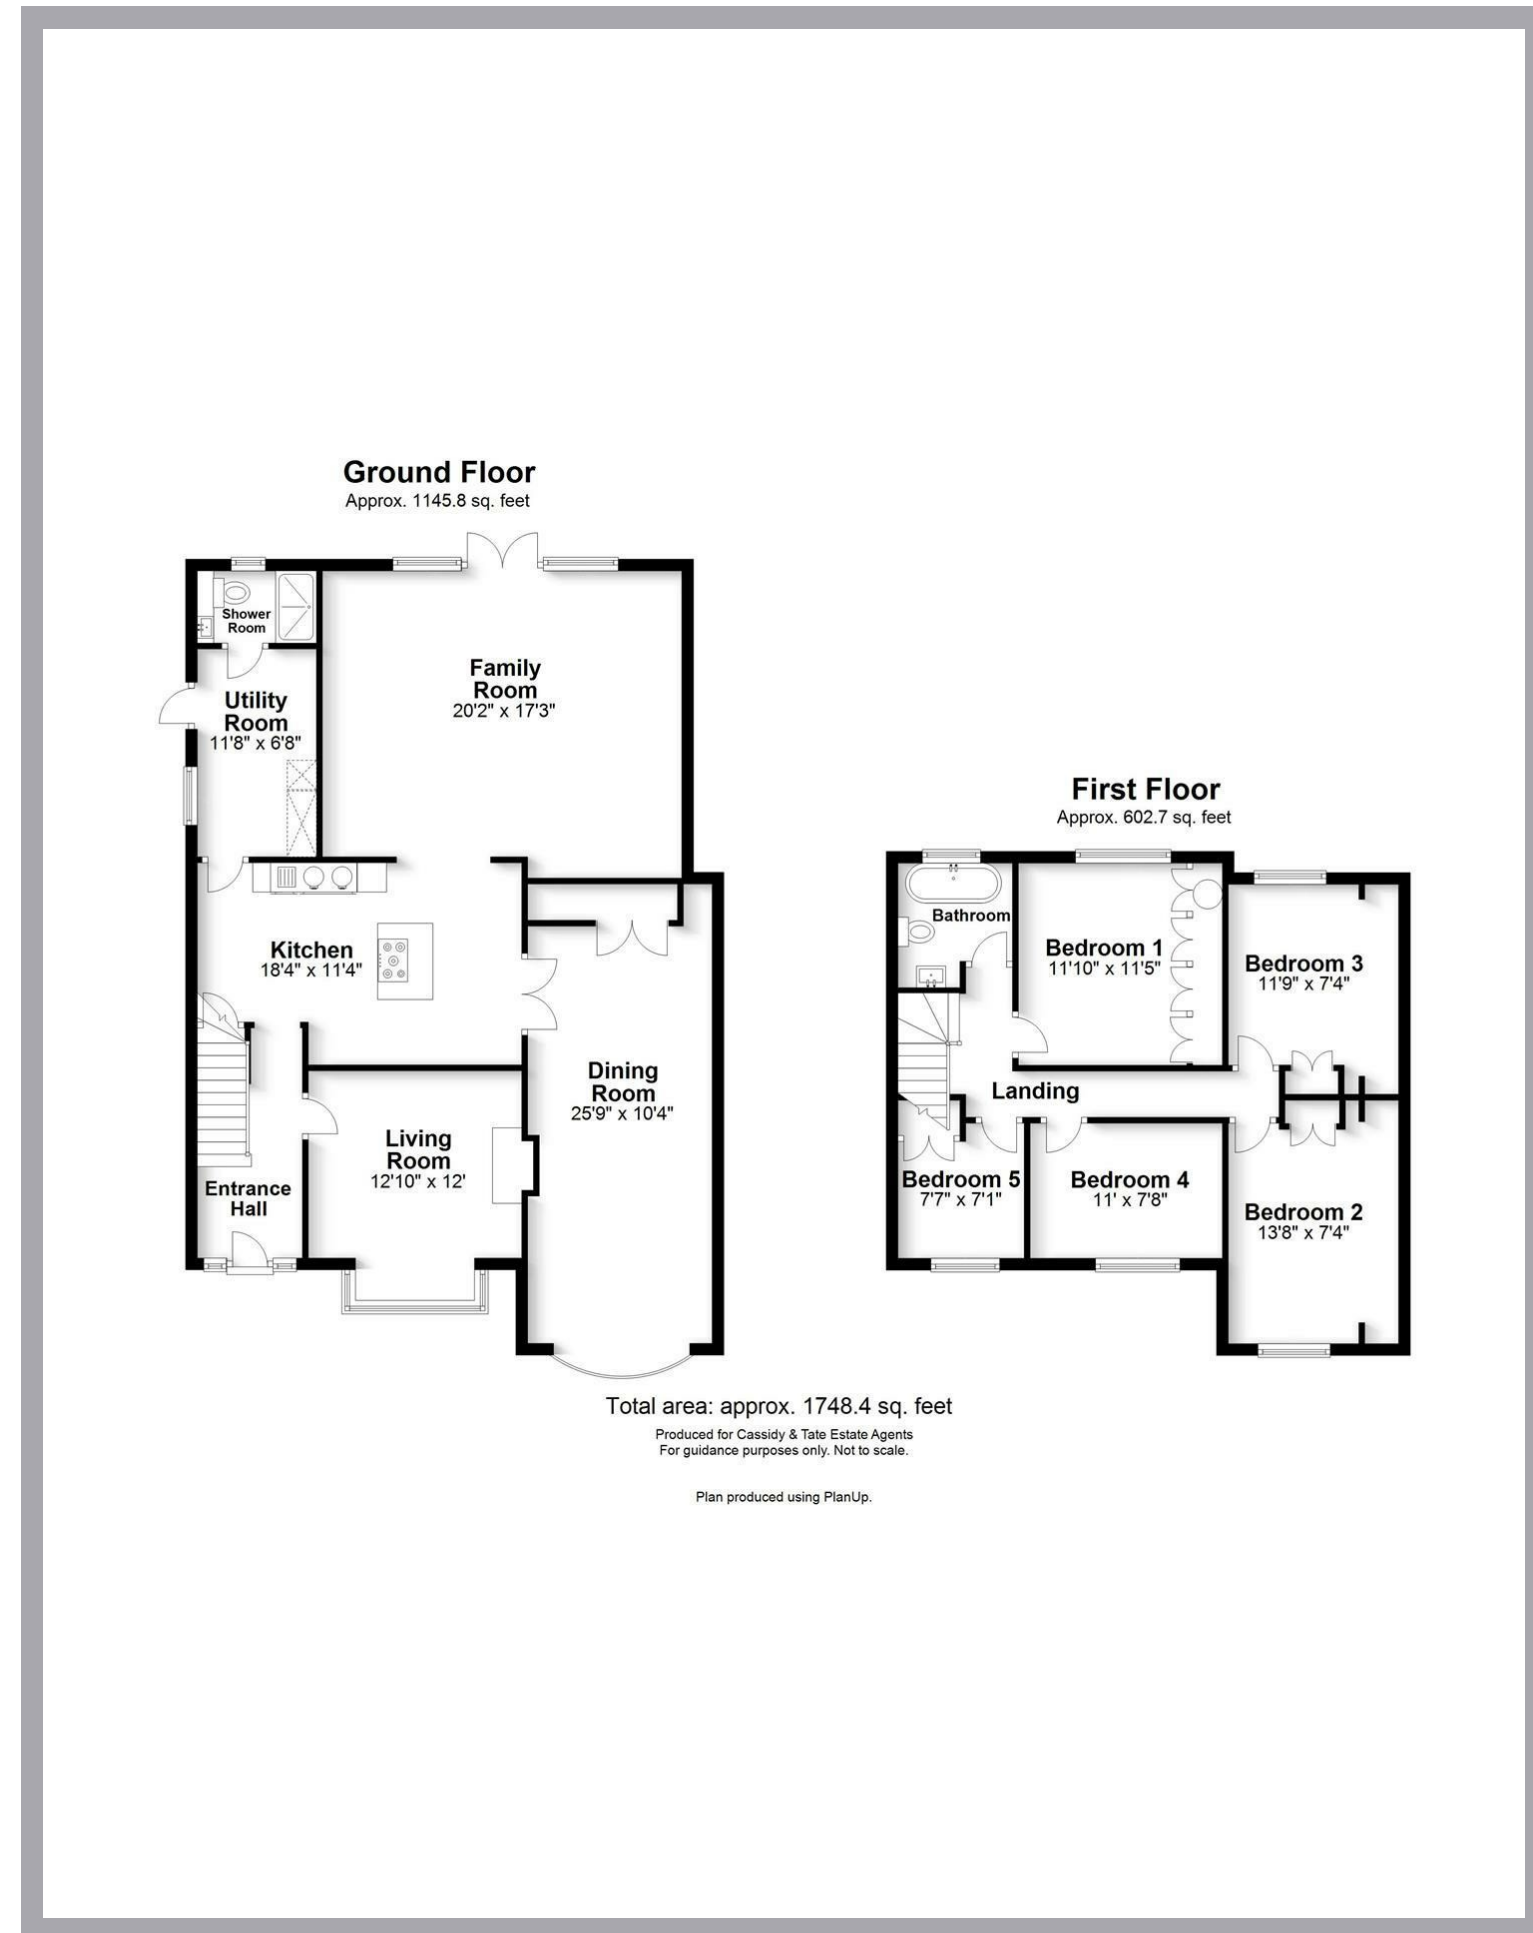 Ground Floor
Approx. 1145.8 sq. feet
Shower
Room
Family
Room
20'2" x 17'3"
Utility
Room
11'8" x 6'8"
Kitchen
18'4" x 11'4"
Dining
Room
25'9" x 10'4"
Living
Room
12'10" x 12'
Entrance
Hall
First Floor
Approx. 602.7 sq. feet
Bathroom
Bedroom 1
11'10" x 11'5"
Bedroom 3
11'9" x 7'4"
Landing
Bedroom 5
7'7" x 7'1"
Bedroom 4
11' x 7'8"
Bedroom 2
13'8" x 7'4"
Total area: approx. 1748.4 sq. feet
Produced for Cassidy & Tate Estate Agents
For guidance purposes only. Not to scale.
Plan produced using PlanUp.